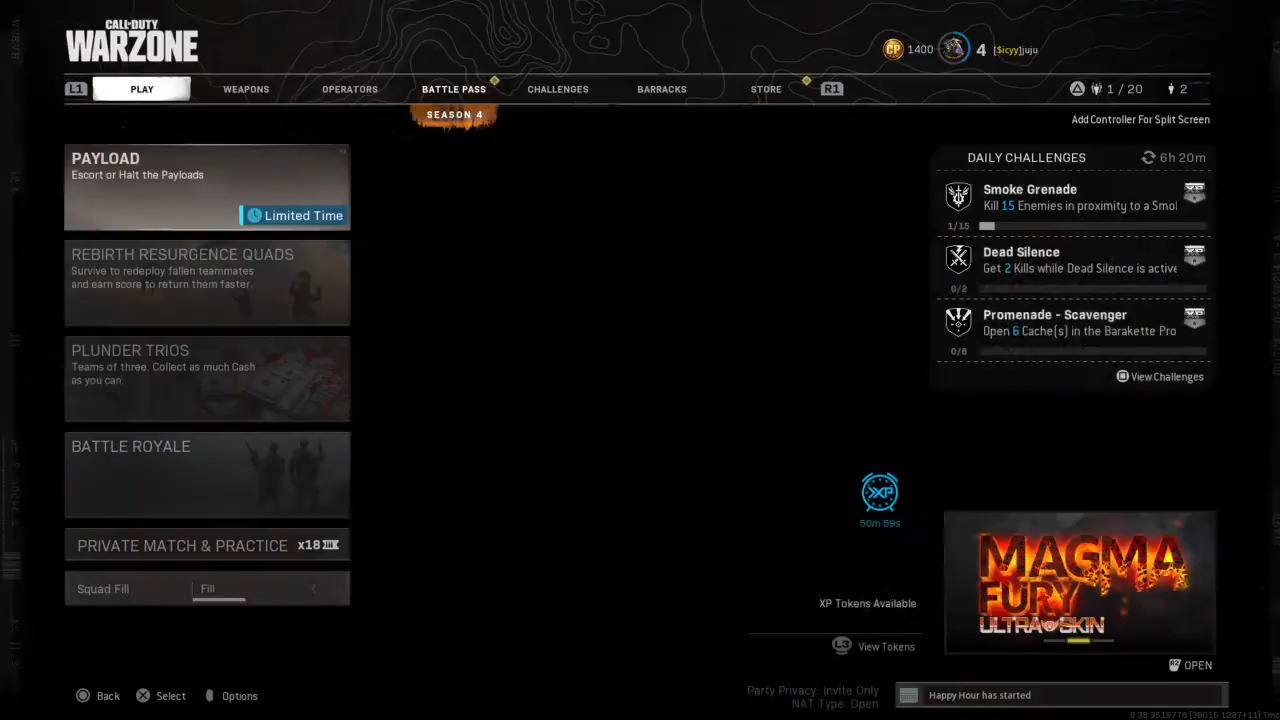 CALL OF DUTY
WARZONE
CP 1400 4 [$icyy]juju
L1 PLAY WEAPONS OPERATORS BATTLE PASS CHALLENGES BARRACKS STORE R1 1 / 20 2
SEASON 4
Add Controller For Split Screen
PAYLOAD
Escort or Halt the Payloads
Limited Time
REBIRTH RESURGENCE QUADS
Survive to redeploy fallen teammates
and earn score to return them faster.
PLUNDER TRIOS
Teams of three. Collect as much Cash
as you can.
BATTLE ROYALE
PRIVATE MATCH & PRACTICE x18
Squad Fill Fill
DAILY CHALLENGES 6h 20m
Smoke Grenade XP
Kill 15 Enemies in proximity to a Smo
1/15
Dead Silence XP
Get 2 Kills while Dead Silence is active
0/2
Promenade - Scavenger XP
Open 6 Cache(s) in the Barakette Pro
0/6
View Challenges
XP
50m 59s
XP Tokens Available
L3 View Tokens
MAGMA
FURY
ULTRA SKIN
R2 OPEN
Back Select Options
Party Privacy: Invite Only
NAT Type: Open
Happy Hour has started